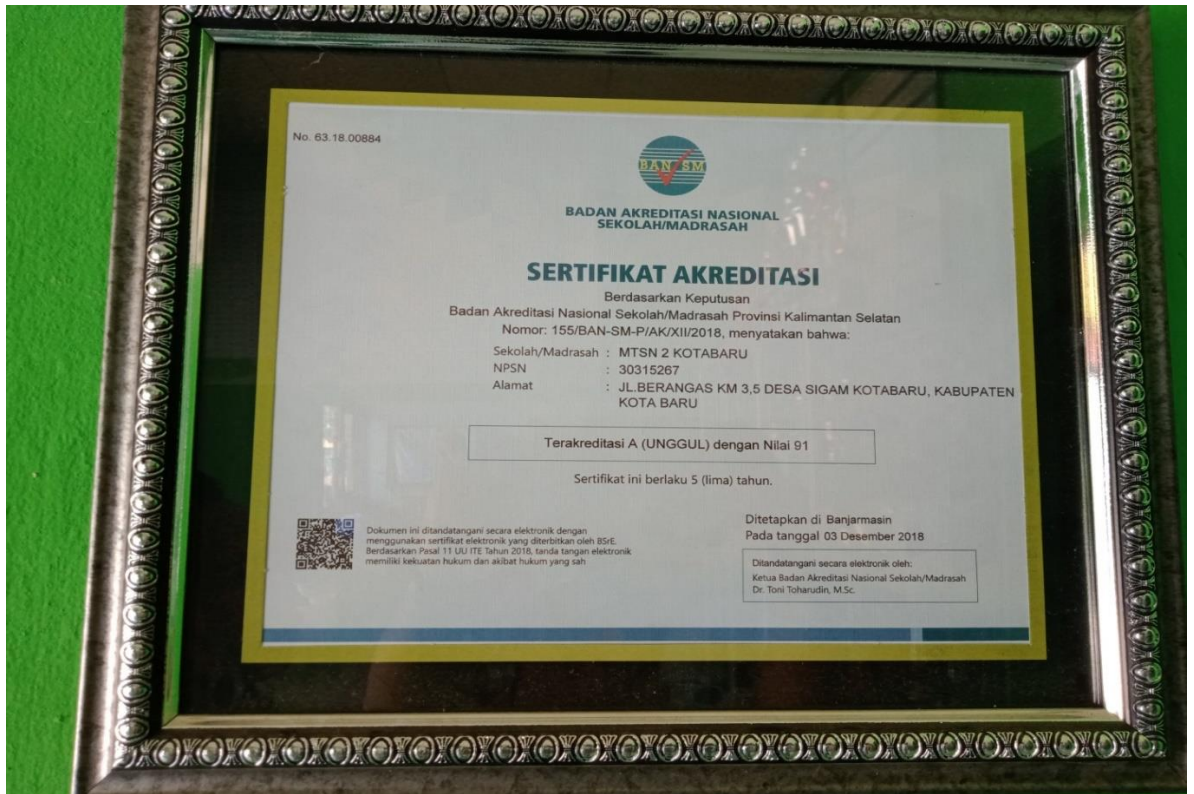 No. 63.18.00884
BAN SM
BADAN AKREDITASI NASIONAL
SEKOLAH/MADRASAH
SERTIFIKAT AKREDITASI
Berdasarkan Keputusan
Badan Akreditasi Nasional Sekolah/Madrasah Provinsi Kalimantan Selatan
Nomor: 155/BAN-SM-P/AK/XII/2018, menyatakan bahwa:
Sekolah/Madrasah : MTSN 2 KOTABARU
NPSN : 30315267
Alamat : JL.BERANGAS KM 3,5 DESA SIGAM KOTABARU, KABUPATEN
KOTA BARU
Terakreditasi A (UNGGUL) dengan Nilai 91
Sertifikat ini berlaku 5 (lima) tahun.
Dokumen ini ditandatangani secara elektronik dengan
menggunakan sertifikat elektronik yang diterbitkan oleh BSrE.
Berdasarkan Pasal 11 UU ITE Tahun 2018, tanda tangan elektronik
memiliki kekuatan hukum dan akibat hukum yang sah
Ditetapkan di Banjarmasin
Pada tanggal 03 Desember 2018
Ditandatangani secara elektronik oleh:
Ketua Badan Akreditasi Nasional Sekolah/Madrasah
Dr. Toni Toharudin, M.Sc.